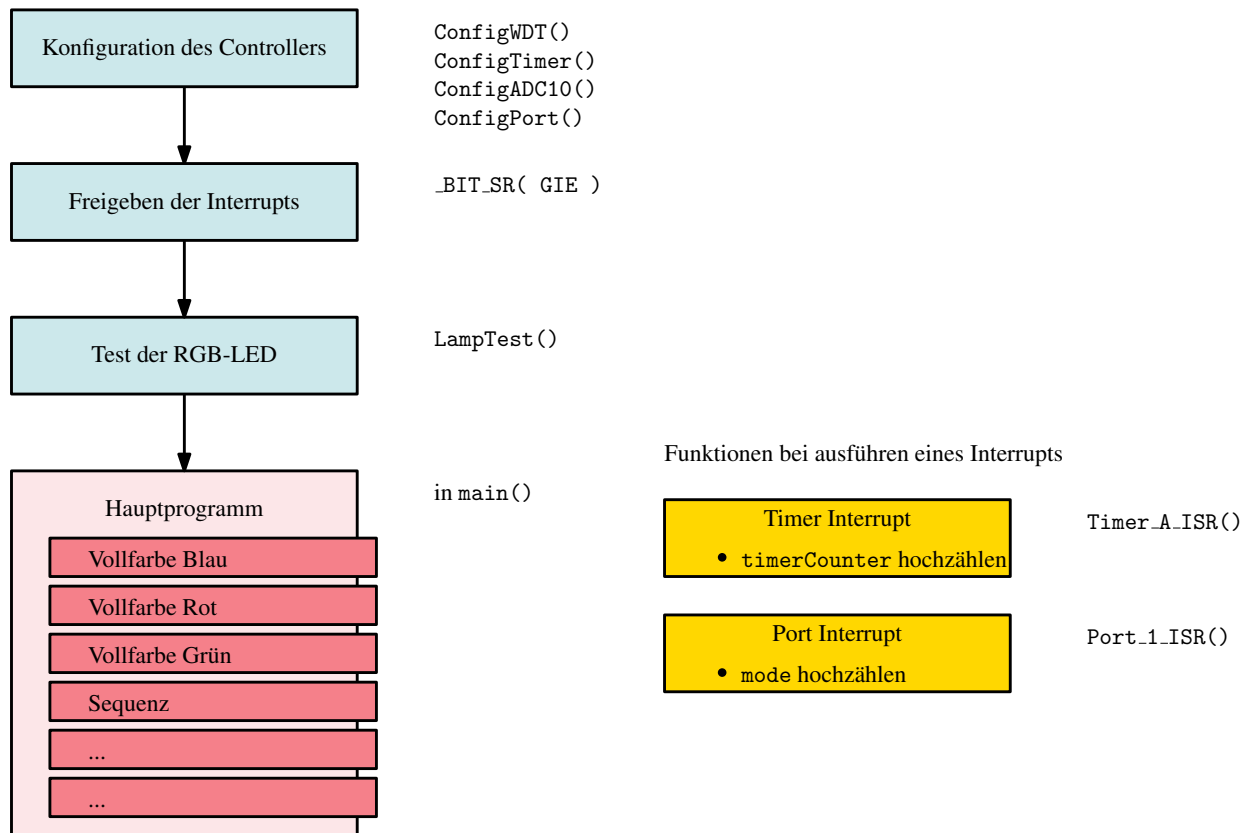 Konfiguration des Controllers
ConfigWDT()
ConfigTimer()
ConfigADC10()
ConfigPort()
Freigeben der Interrupts
_BIT_SR( GIE )
Test der RGB-LED
LampTest()
Hauptprogramm
in main()
Vollfarbe Blau
Vollfarbe Rot
Vollfarbe Grün
Sequenz
...
...
Funktionen bei ausführen eines Interrupts
Timer Interrupt
• timerCounter hochzählen
Timer_A_ISR()
Port Interrupt
• mode hochzählen
Port_1_ISR()